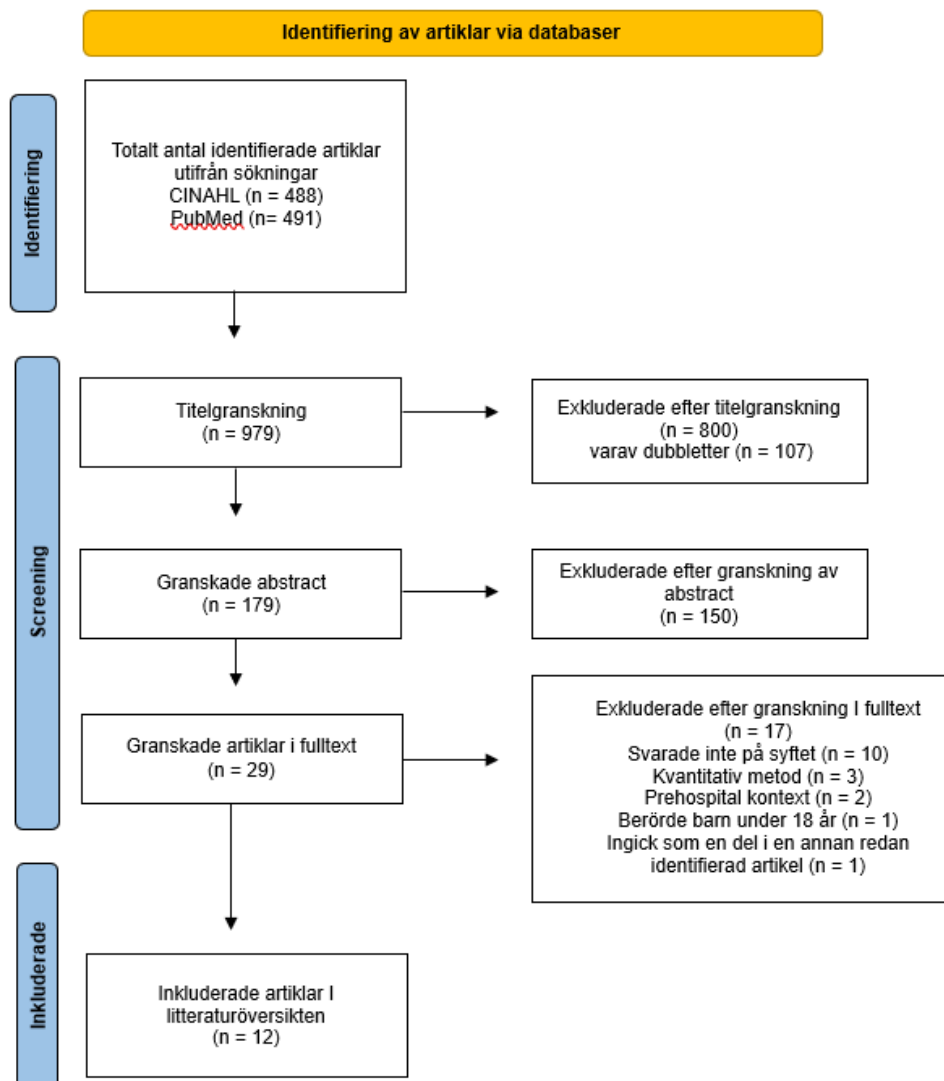 Identifiering av artiklar via databaser
Identifiering
Totalt antal identifierade artiklar
utifrån sökningar
CINAHL (n = 488)
PubMed (n= 491)
Screening
Titelgranskning
(n = 979)
Exkluderade efter titelgranskning
(n = 800)
varav dubbletter (n = 107)
Granskade abstract
(n = 179)
Exkluderade efter granskning av
abstract
(n = 150)
Granskade artiklar i fulltext
(n = 29)
Exkluderade efter granskning I fulltext
(n = 17)
Svarade inte på syftet (n = 10)
Kvantitativ metod (n = 3)
Prehospital kontext (n = 2)
Berörde barn under 18 år (n = 1)
Ingick som en del i en annan redan
identifierad artikel (n = 1)
Inkluderade
Inkluderade artiklar I
litteraturöversikten
(n = 12)